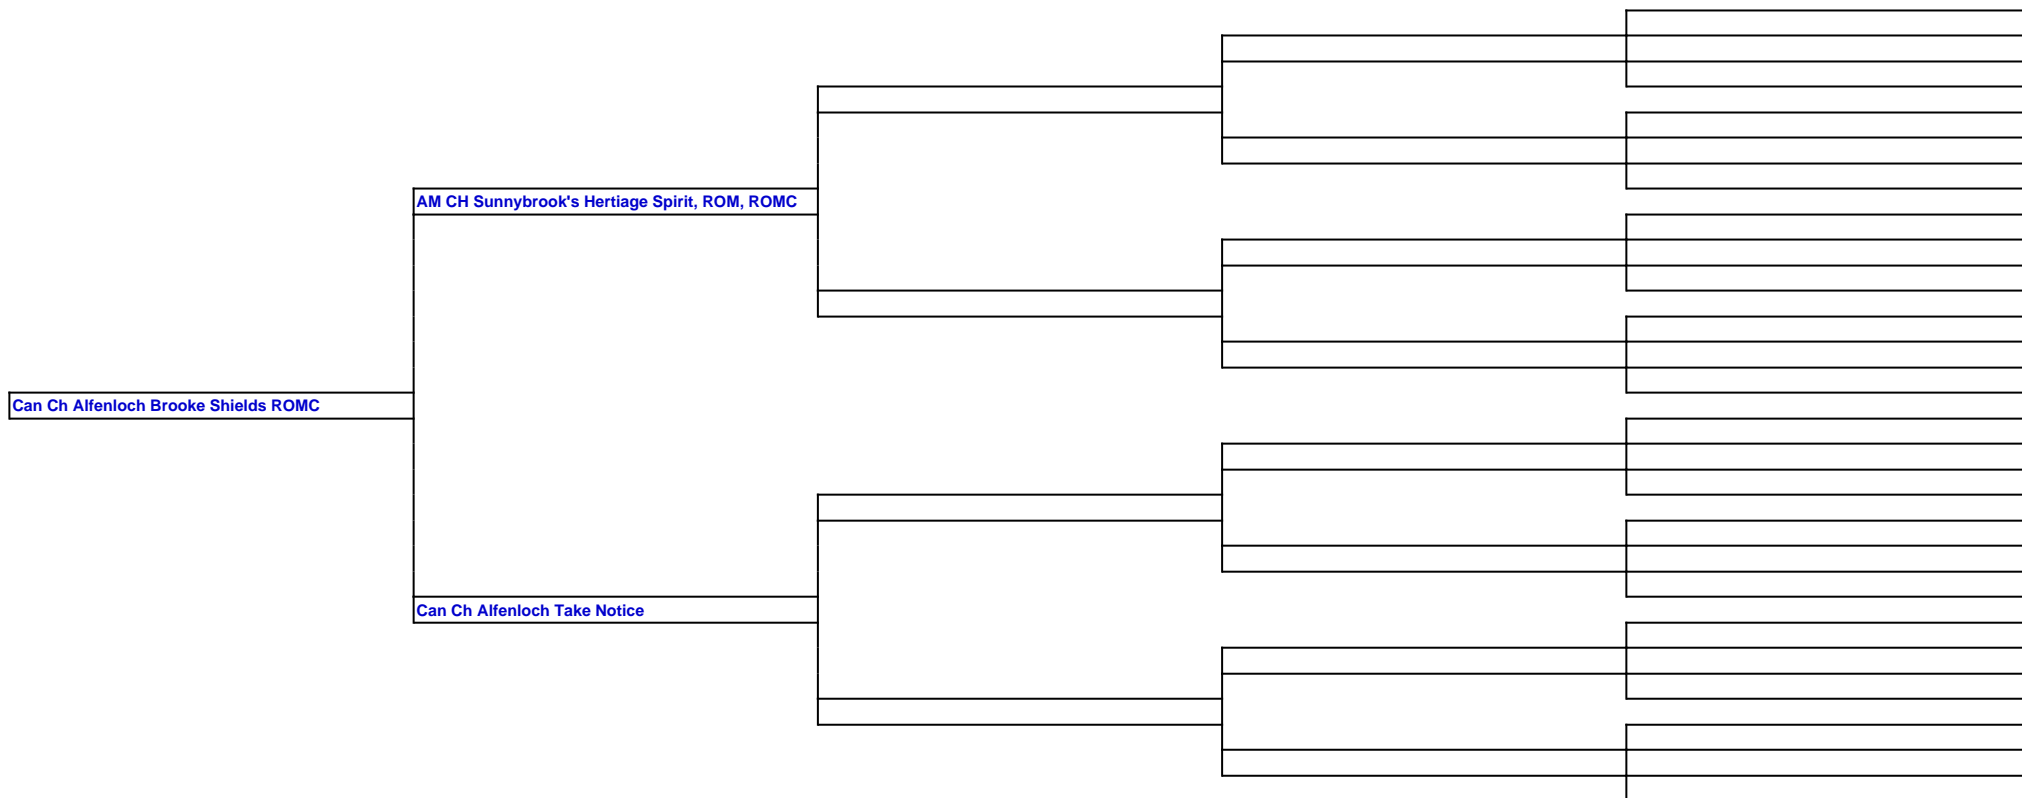 AM CH Sunnybrook's Hertiage Spirit, ROM, ROMC
Can Ch Alfenloch Brooke Shields ROMC
Can Ch Alfenloch Take Notice